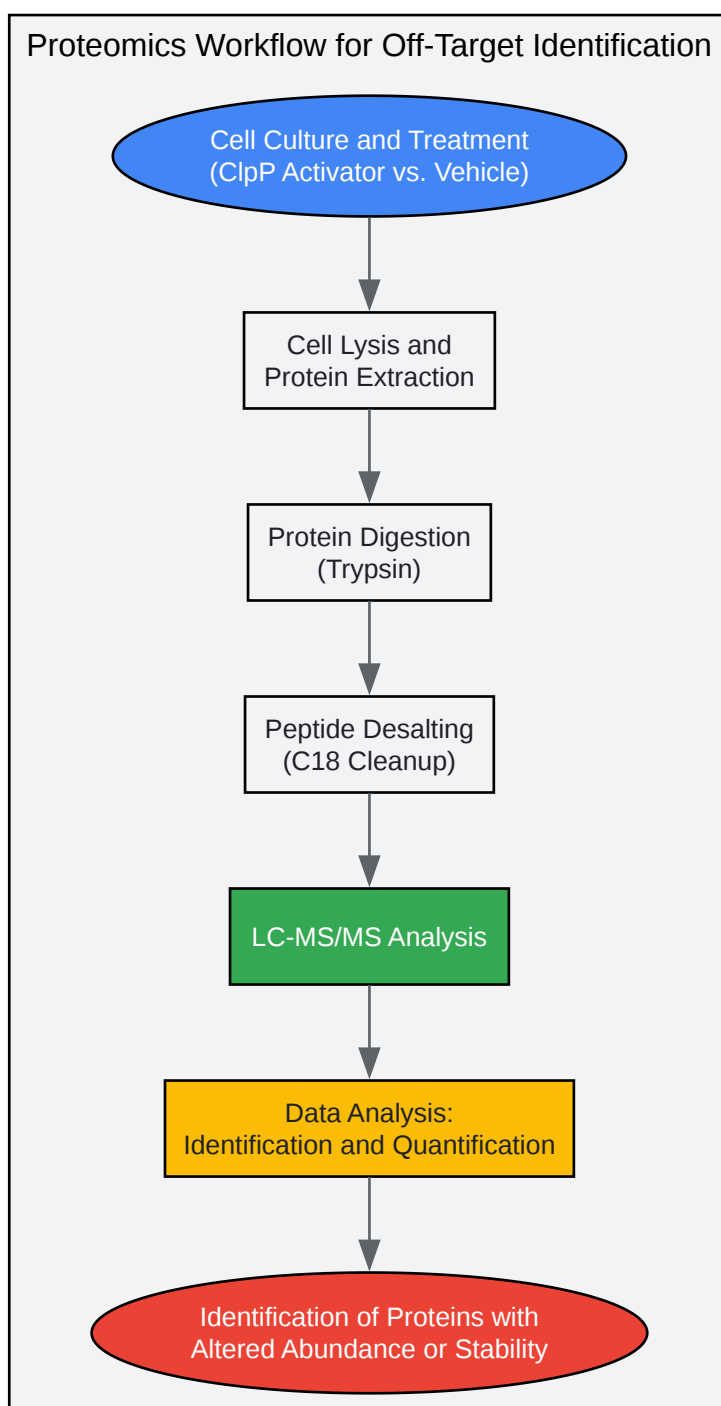 Proteomics Workflow for Off-Target Identification
Cell Culture and Treatment
(ClpP Activator vs. Vehicle)
Cell Lysis and
Protein Extraction
Protein Digestion
(Trypsin)
Peptide Desalting
(C18 Cleanup)
LC-MS/MS Analysis
Data Analysis:
Identification and Quantification
Identification of Proteins with
Altered Abundance or Stability